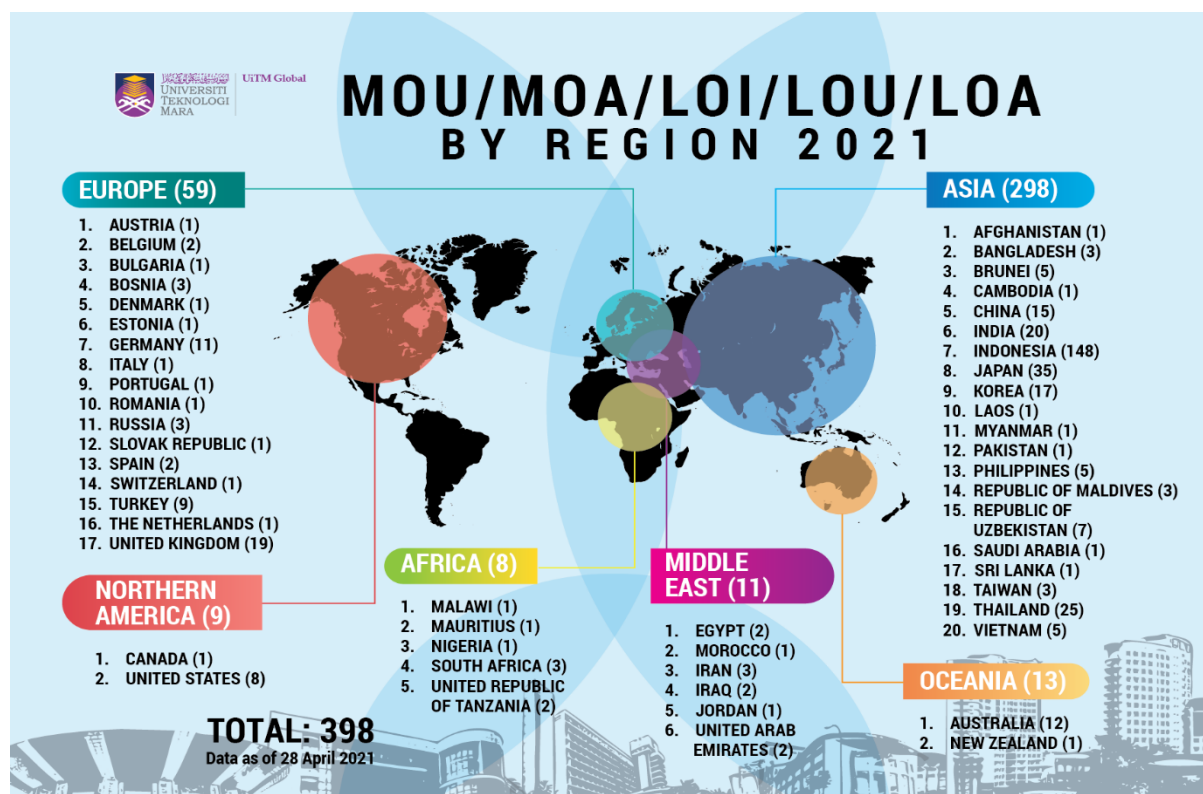 UNIVERSITI
TEKNOLOGI
MARA
UiTM Global
MOU/MOA/LOI/LOU/LOA
BY REGION 2021
EUROPE (59)
1. AUSTRIA (1)
2. BELGIUM (2)
3. BULGARIA (1)
4. BOSNIA (3)
5. DENMARK (1)
6. ESTONIA (1)
7. GERMANY (11)
8. ITALY (1)
9. PORTUGAL (1)
10. ROMANIA (1)
11. RUSSIA (3)
12. SLOVAK REPUBLIC (1)
13. SPAIN (2)
14. SWITZERLAND (1)
15. TURKEY (9)
16. THE NETHERLANDS (1)
17. UNITED KINGDOM (19)
NORTHERN
AMERICA (9)
1. CANADA (1)
2. UNITED STATES (8)
TOTAL: 398
Data as of 28 April 2021
AFRICA (8)
1. MALAWI (1)
2. MAURITIUS (1)
3. NIGERIA (1)
4. SOUTH AFRICA (3)
5. UNITED REPUBLIC
OF TANZANIA (2)
MIDDLE
EAST (11)
1. EGYPT (2)
2. MOROCCO (1)
3. IRAN (3)
4. IRAQ (2)
5. JORDAN (1)
6. UNITED ARAB
EMIRATES (2)
ASIA (298)
1. AFGHANISTAN (1)
2. BANGLADESH (3)
3. BRUNEI (5)
4. CAMBODIA (1)
5. CHINA (15)
6. INDIA (20)
7. INDONESIA (148)
8. JAPAN (35)
9. KOREA (17)
10. LAOS (1)
11. MYANMAR (1)
12. PAKISTAN (1)
13. PHILIPPINES (5)
14. REPUBLIC OF MALDIVES (3)
15. REPUBLIC OF
UZBEKISTAN (7)
16. SAUDI ARABIA (1)
17. SRI LANKA (1)
18. TAIWAN (3)
19. THAILAND (25)
20. VIETNAM (5)
OCEANIA (13)
1. AUSTRALIA (12)
2. NEW ZEALAND (1)